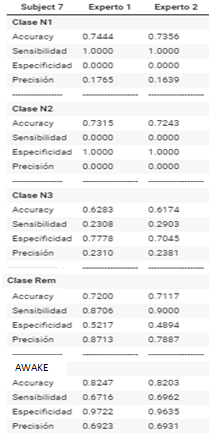 Subject 7 Experto 1 Experto 2
Clase N1
Accuracy 0.7444 0.7356
Sensibilidad 1.0000 1.0000
Especificidad 0.0000 0.0000
Precisión 0.1765 0.1639
-------------------- -------------------- --------------------
Clase N2
Accuracy 0.7315 0.7243
Sensibilidad 0.0000 0.0000
Especificidad 1.0000 1.0000
Precisión 0.0000 0.0000
-------------------- -------------------- --------------------
Clase N3
Accuracy 0.6283 0.6174
Sensibilidad 0.2308 0.2903
Especificidad 0.7778 0.7045
Precisión 0.2310 0.2381
-------------------- --------------------
Clase Rem
Accuracy 0.7200 0.7117
Sensibilidad 0.8706 0.9000
Especificidad 0.5217 0.4894
Precisión 0.8713 0.7887
-------------------- -------------------- --------------------
AWAKE
Accuracy 0.8247 0.8203
Sensibilidad 0.6716 0.6962
Especificidad 0.9722 0.9635
Precisión 0.6923 0.6931